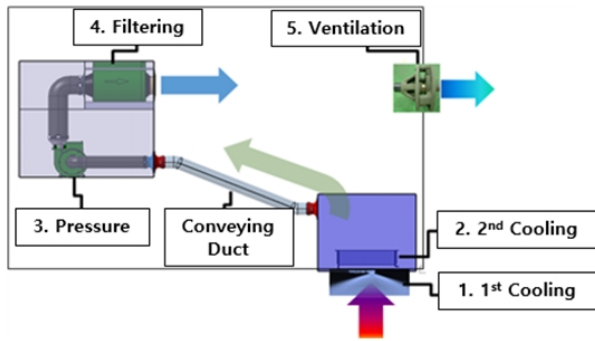 4. Filtering
5. Ventilation
3. Pressure
Conveying
Duct
2. 2nd Cooling
1. 1st Cooling